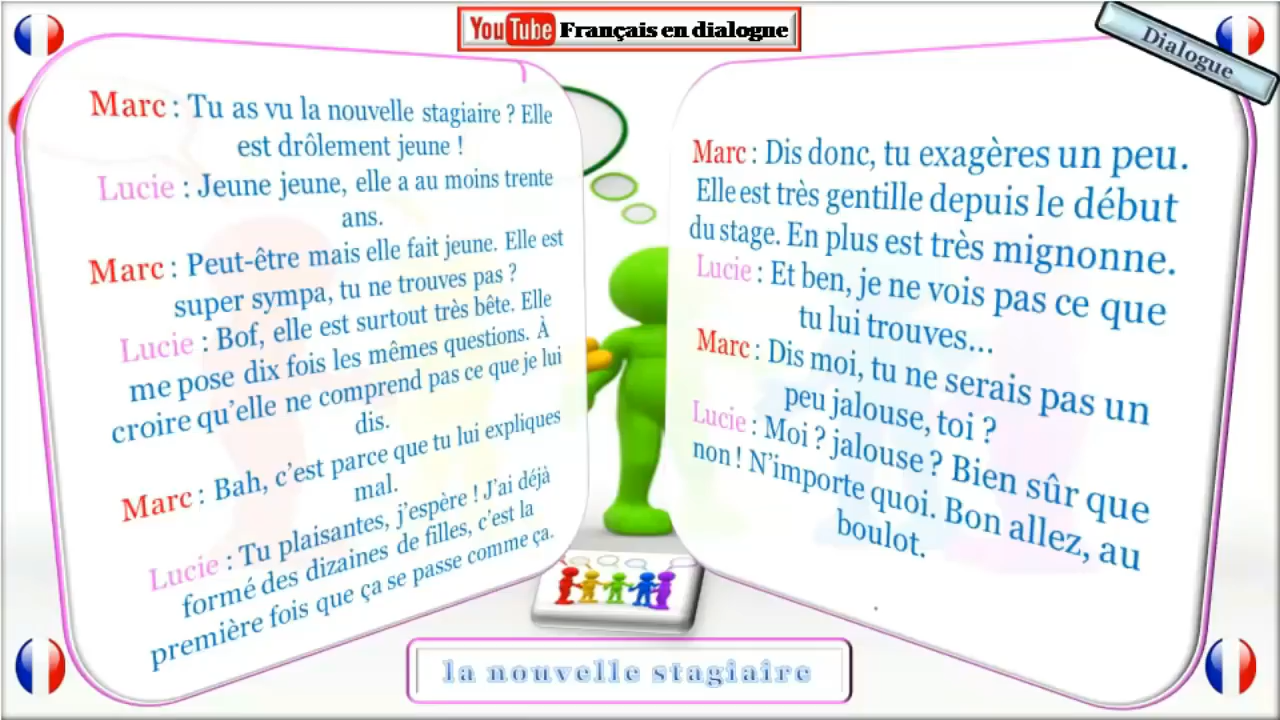 YouTube Français en dialogue
Dialogue
Marc : Tu as vu la nouvelle stagiaire ? Elle
est drôlement jeune !
Lucie : Jeune jeune, elle a au moins trente
ans.
Marc : Peut-être mais elle fait jeune. Elle est
super sympa, tu ne trouves pas ?
Lucie : Bof, elle est surtout très bête. Elle
me pose dix fois les mêmes questions. À
croire qu'elle ne comprend pas ce que je lui
dis.
Marc : Bah, c'est parce que tu lui expliques
mal.
Lucie : Tu plaisantes, j'espère ! J'ai déjà
formé des dizaines de filles, c'est la
première fois que ça se passe comme ça.
Marc : Dis donc, tu exagères un peu.
Elle est très gentille depuis le début
du stage. En plus est très mignonne.
Lucie : Et ben, je ne vois pas ce que
tu lui trouves...
Marc : Dis moi, tu ne serais pas un
peu jalouse, toi ?
Lucie : Moi ? jalouse ? Bien sûr que
non ! N'importe quoi. Bon allez, au
boulot.
la nouvelle stagiaire